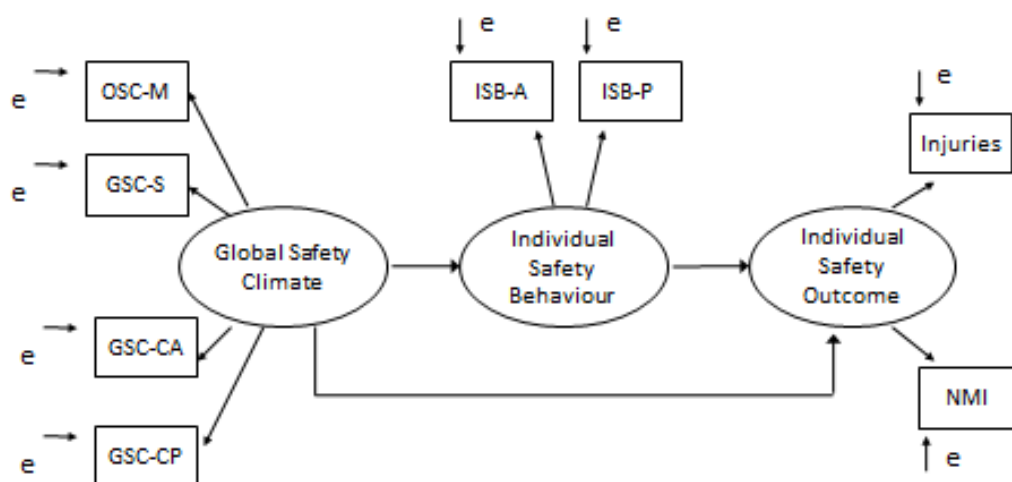 e
e
e
OSC-M
ISB-A
ISB-P
e
e
Injuries
GSC-S
e
Global Safety
Climate
Individual
Safety
Behaviour
Individual
Safety
Outcome
GSC-CA
e
NMI
GSC-CP
e
e